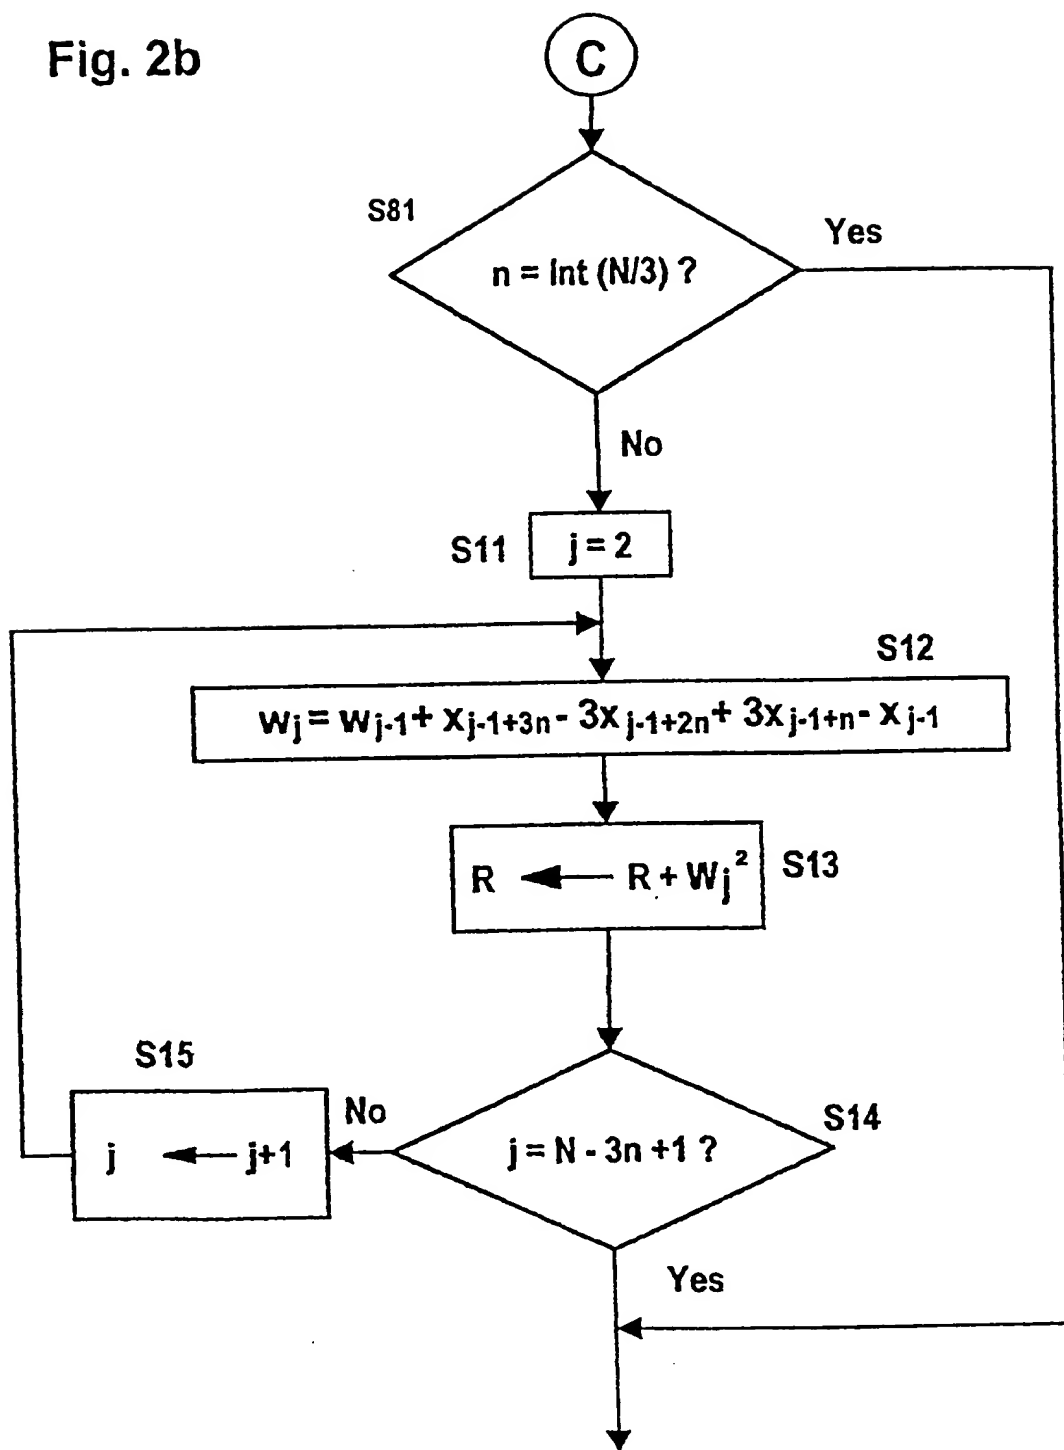 Fig. 2b
C
S81
Yes
n = Int (N/3) ?
No
S11
j = 2
S12
wj = wj-1 + xj-1+3n - 3xj-1+2n + 3xj-1+n - xj-1
R ← R + Wj²
S13
S15
No
S14
j ← j+1
j = N - 3n +1 ?
Yes